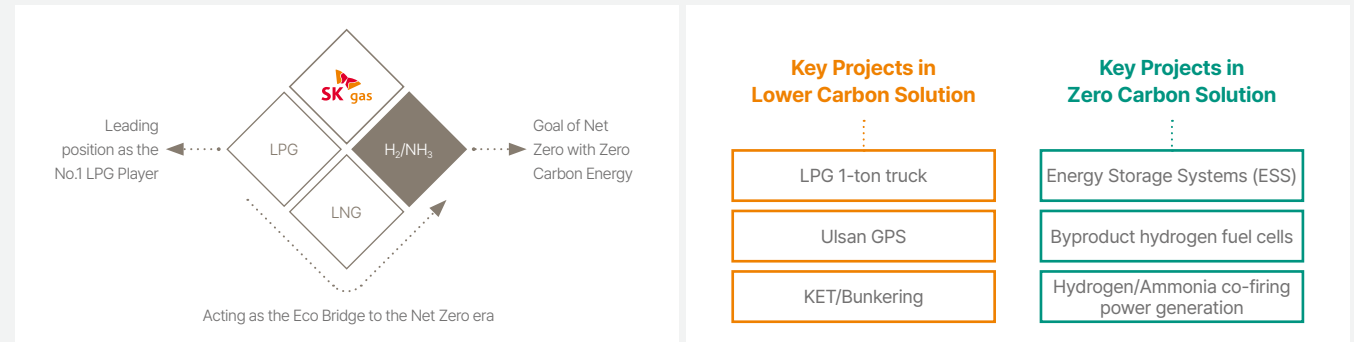 SK gas
Leading
position as the
No.1 LPG Player
LPG
H₂/NH₃
Goal of Net
Zero with Zero
Carbon Energy
LNG
Acting as the Eco Bridge to the Net Zero era
Key Projects in
Lower Carbon Solution
LPG 1-ton truck
Ulsan GPS
KET/Bunkering
Key Projects in
Zero Carbon Solution
Energy Storage Systems (ESS)
Byproduct hydrogen fuel cells
Hydrogen/Ammonia co-firing
power generation